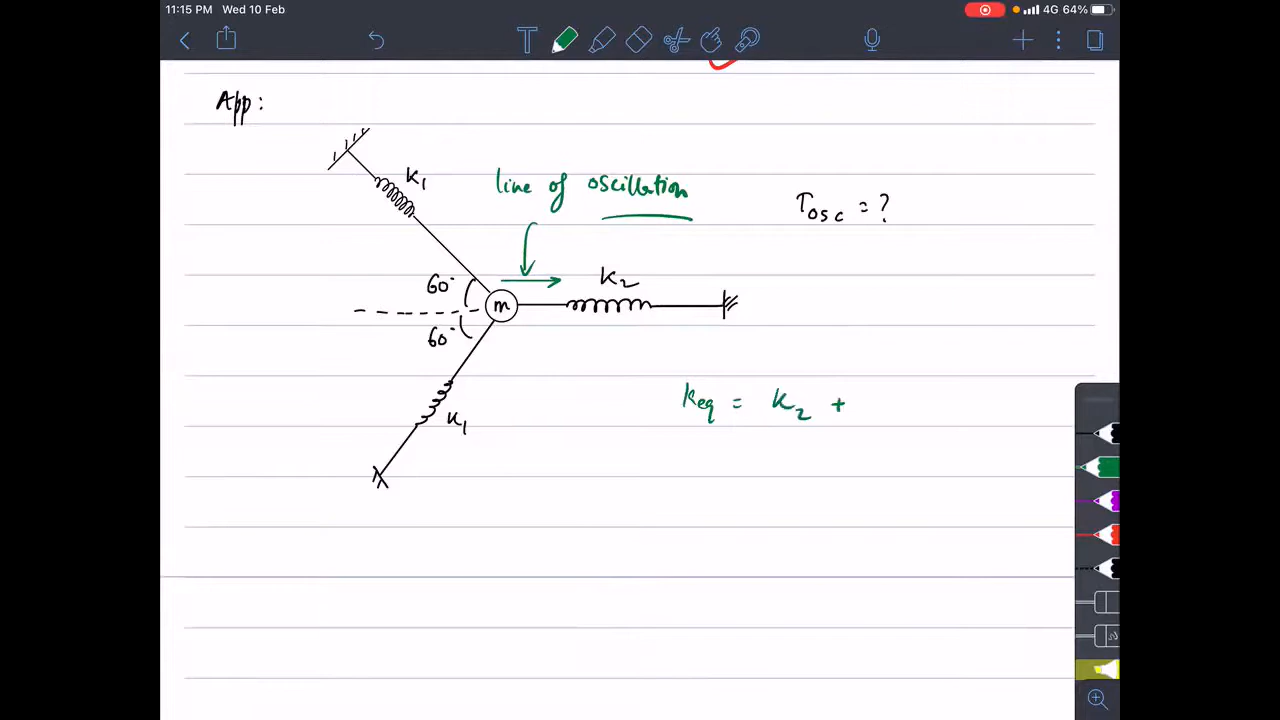 11:15 PM Wed 10 Feb
4G 64%
App:
K1
line of oscillation
Tosc = ?
60°
K2
m
60°
Keq = K2 +
K1